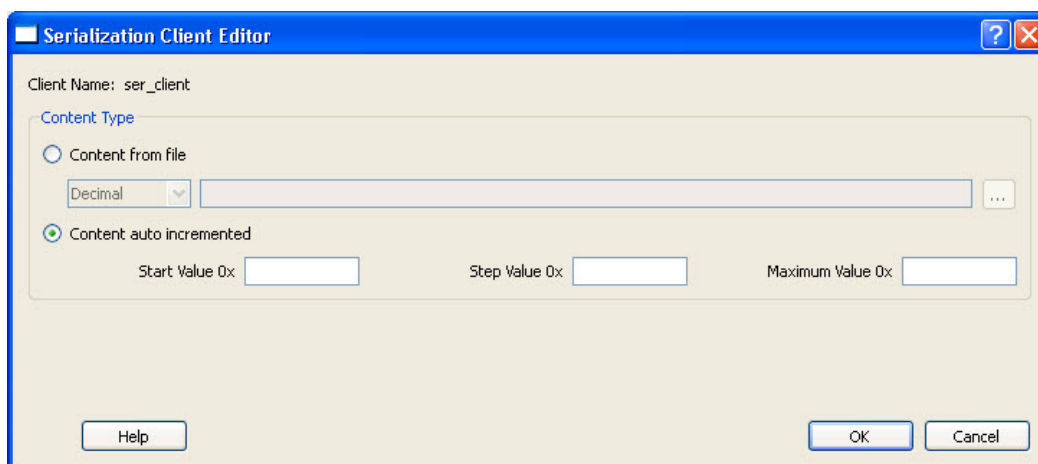 Serialization Client Editor
Client Name: ser_client
Content Type
Content from file
Decimal ...
Content auto incremented
Start Value 0x Step Value 0x Maximum Value 0x
Help OK Cancel